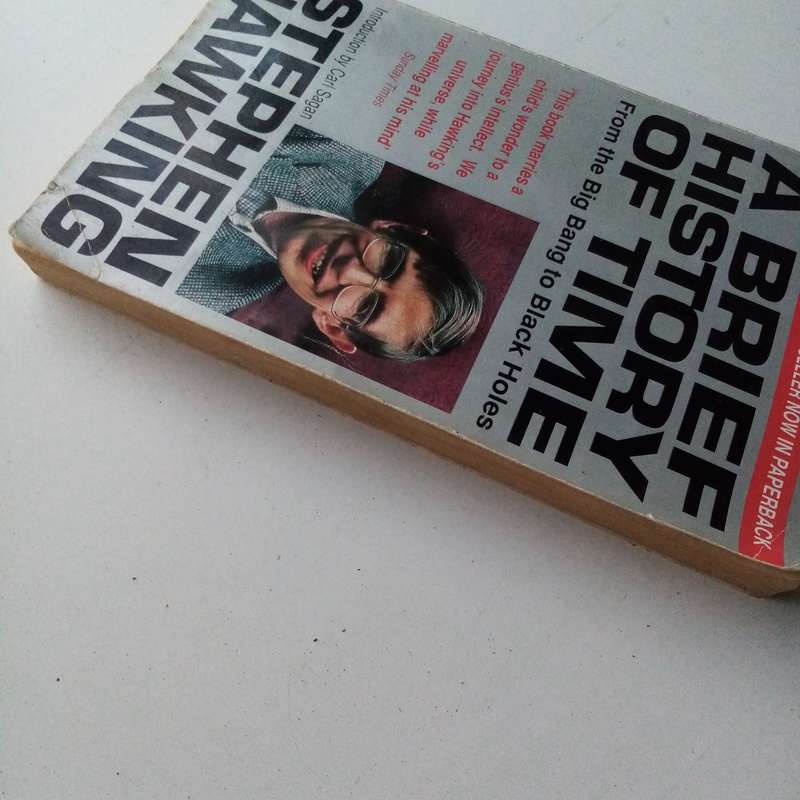 SELLER NOW IN PAPERBACK
A BRIEF
HISTORY
OF TIME
From the Big Bang to Black Holes
'This book marries a
child's wonder to a
genius's intellect. We
journey into Hawking's
universe, while
marvelling at his mind'
Sunday Times
STEPHEN
HAWKING
Introduction by Carl Sagan